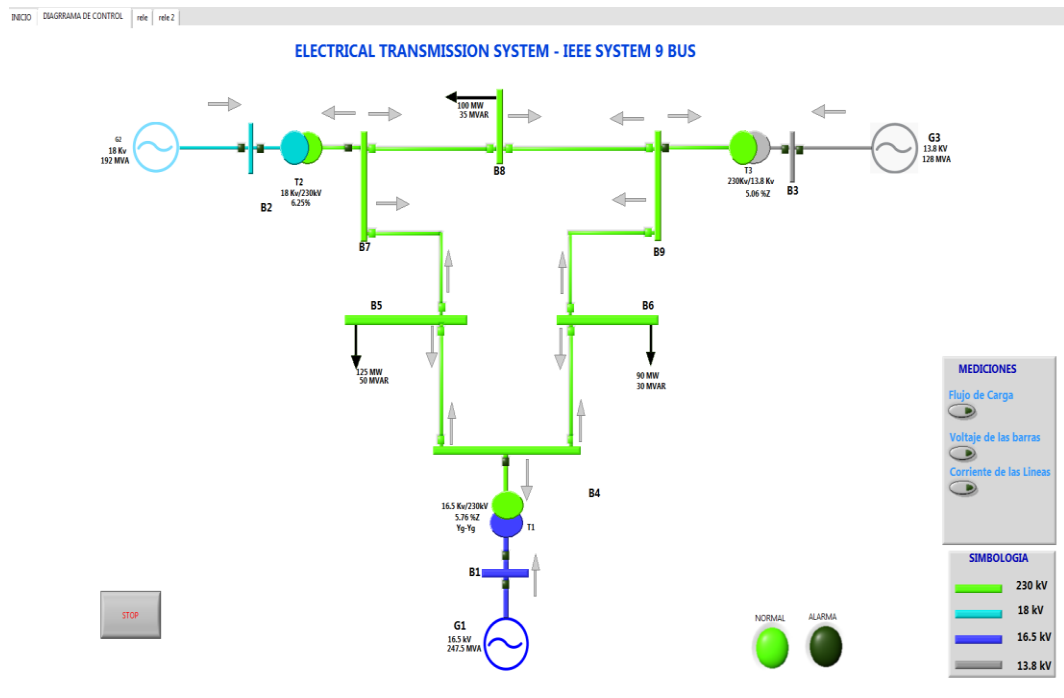 INICIO
DIAGRRAMA DE CONTROL
rele
rele 2
ELECTRICAL TRANSMISSION SYSTEM - IEEE SYSTEM 9 BUS
100 MW
35 MVAR
B8
G2
18 Kv
192 MVA
B2
T2
18 Kv/230kV
6.25%
B7
T3
230Kv/13.8 Kv
5.06 %Z
B3
G3
13.8 KV
128 MVA
B9
B5
125 MW
50 MVAR
B6
90 MW
30 MVAR
B4
16.5 Kv/230kV
5.76 %Z
Yg-Yg
T1
B1
G1
16.5 kV
247.5 MVA
STOP
NORMAL
ALARMA
MEDICIONES
Flujo de Carga
Voltaje de las barras
Corriente de las Lineas
SIMBOLOGIA
230 kV
18 kV
16.5 kV
13.8 kV